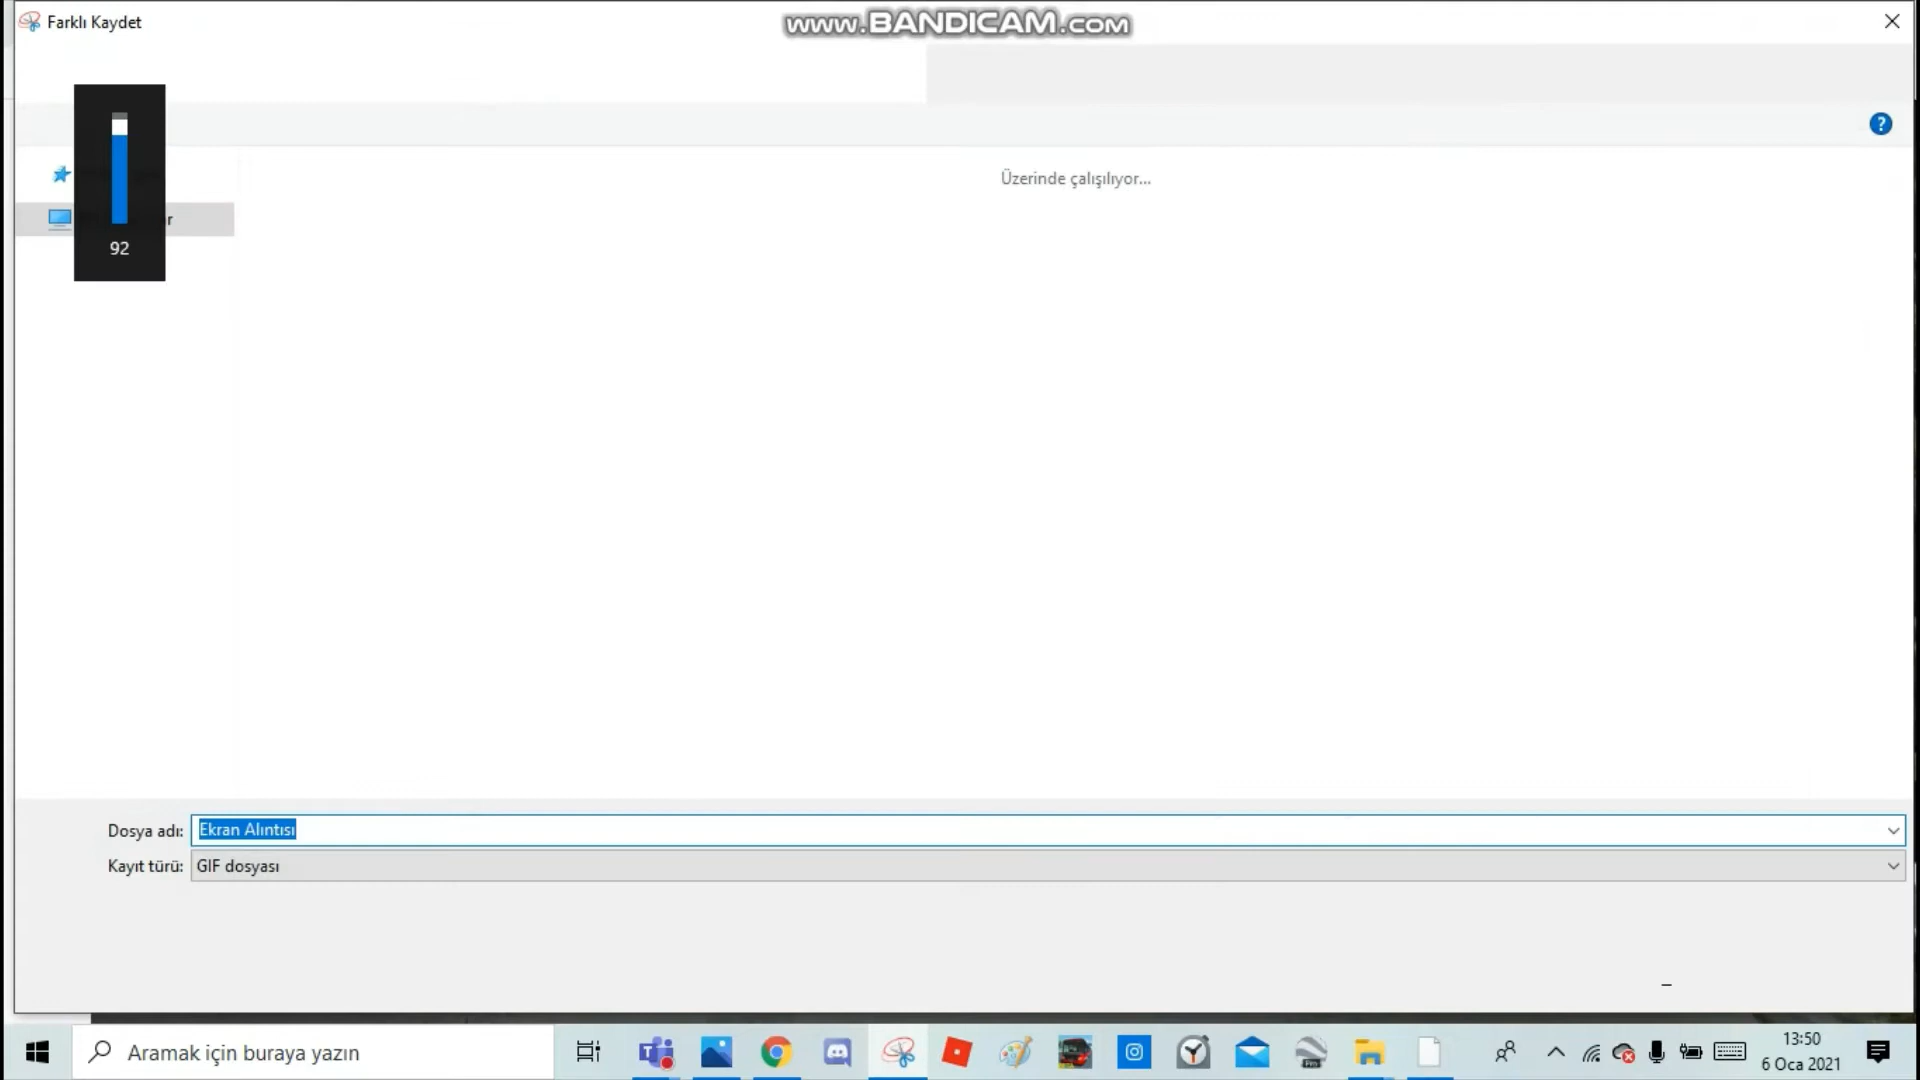 Farklı Kaydet
www.BANDICAM.com
?
Üzerinde çalışılıyor...
r
92
Dosya adı: Ekran Alıntısı
Kayıt türü: GIF dosyası
Aramak için buraya yazın
13:50
6 Oca 2021